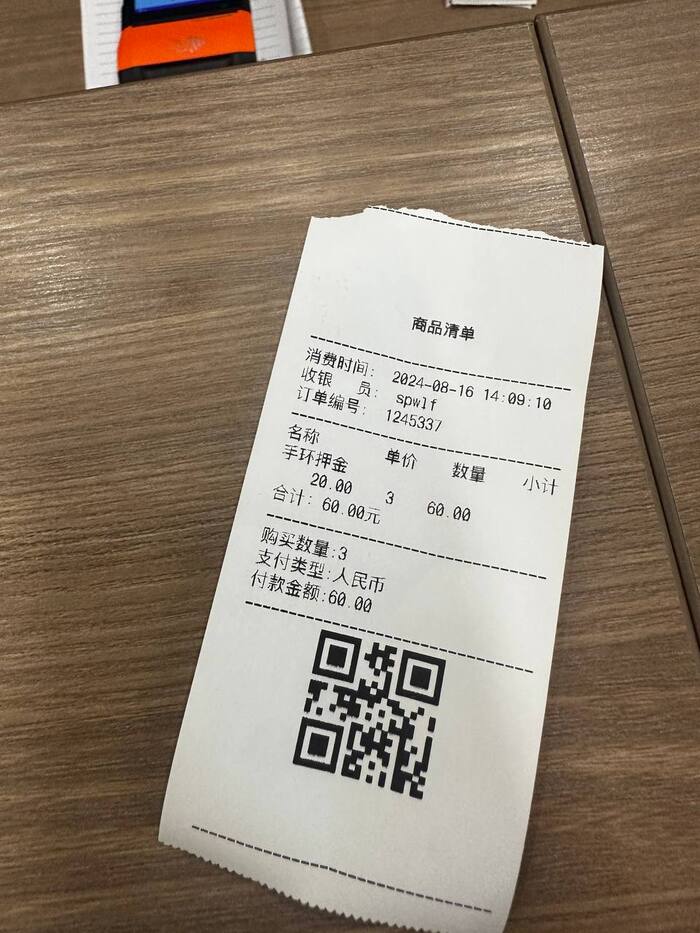 商品清单
消费时间: 2024-08-16 14:09:10
收银 员: spwlf
订单编号: 1245337
名称 单价 数量 小计
手环押金
20.00 3 60.00
合计: 60.00元
购买数量:3
支付类型:人民币
付款金额:60.00